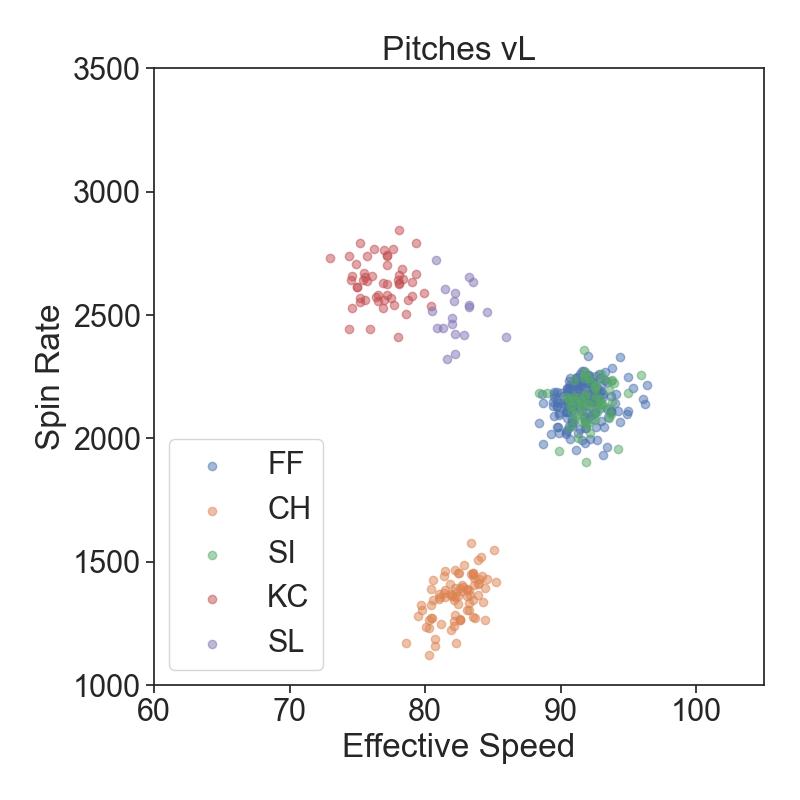 Pitches vL
3500
3000
2500
2000
1500
1000
Spin Rate
FF
CH
SI
KC
SL
60 70 80 90 100
Effective Speed